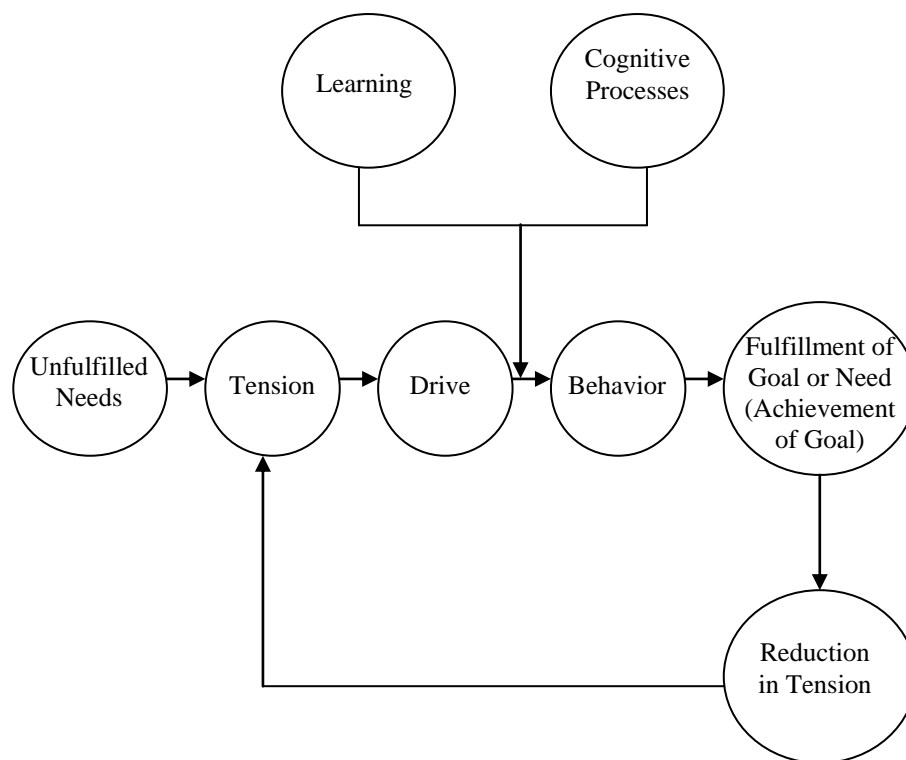 Learning
Cognitive
Processes
Unfulfilled
Needs
Tension
Drive
Behavior
Fulfillment of
Goal or Need
(Achievement
of Goal)
Reduction
in Tension